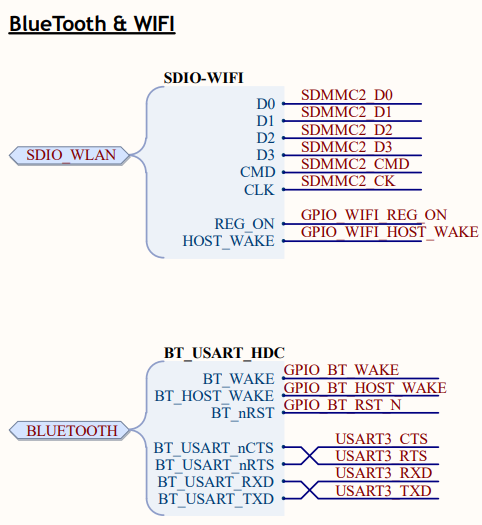 BlueTooth & WIFI
SDIO-WIFI
D0 SDMMC2_D0
D1 SDMMC2_D1
D2 SDMMC2_D2
D3 SDMMC2_D3
SDIO_WLAN
CMD SDMMC2_CMD
CLK SDMMC2_CK
REG_ON GPIO_WIFI_REG_ON
HOST_WAKE GPIO_WIFI_HOST_WAKE
BT_USART_HDC
BT_WAKE GPIO_BT_WAKE
BT_HOST_WAKE GPIO_BT_HOST_WAKE
BT_nRST GPIO_BT_RST_N
BLUETOOTH
BT_USART_nCTS USART3_CTS
BT_USART_nRTS USART3_RTS
BT_USART_RXD USART3_RXD
BT_USART_TXD USART3_TXD